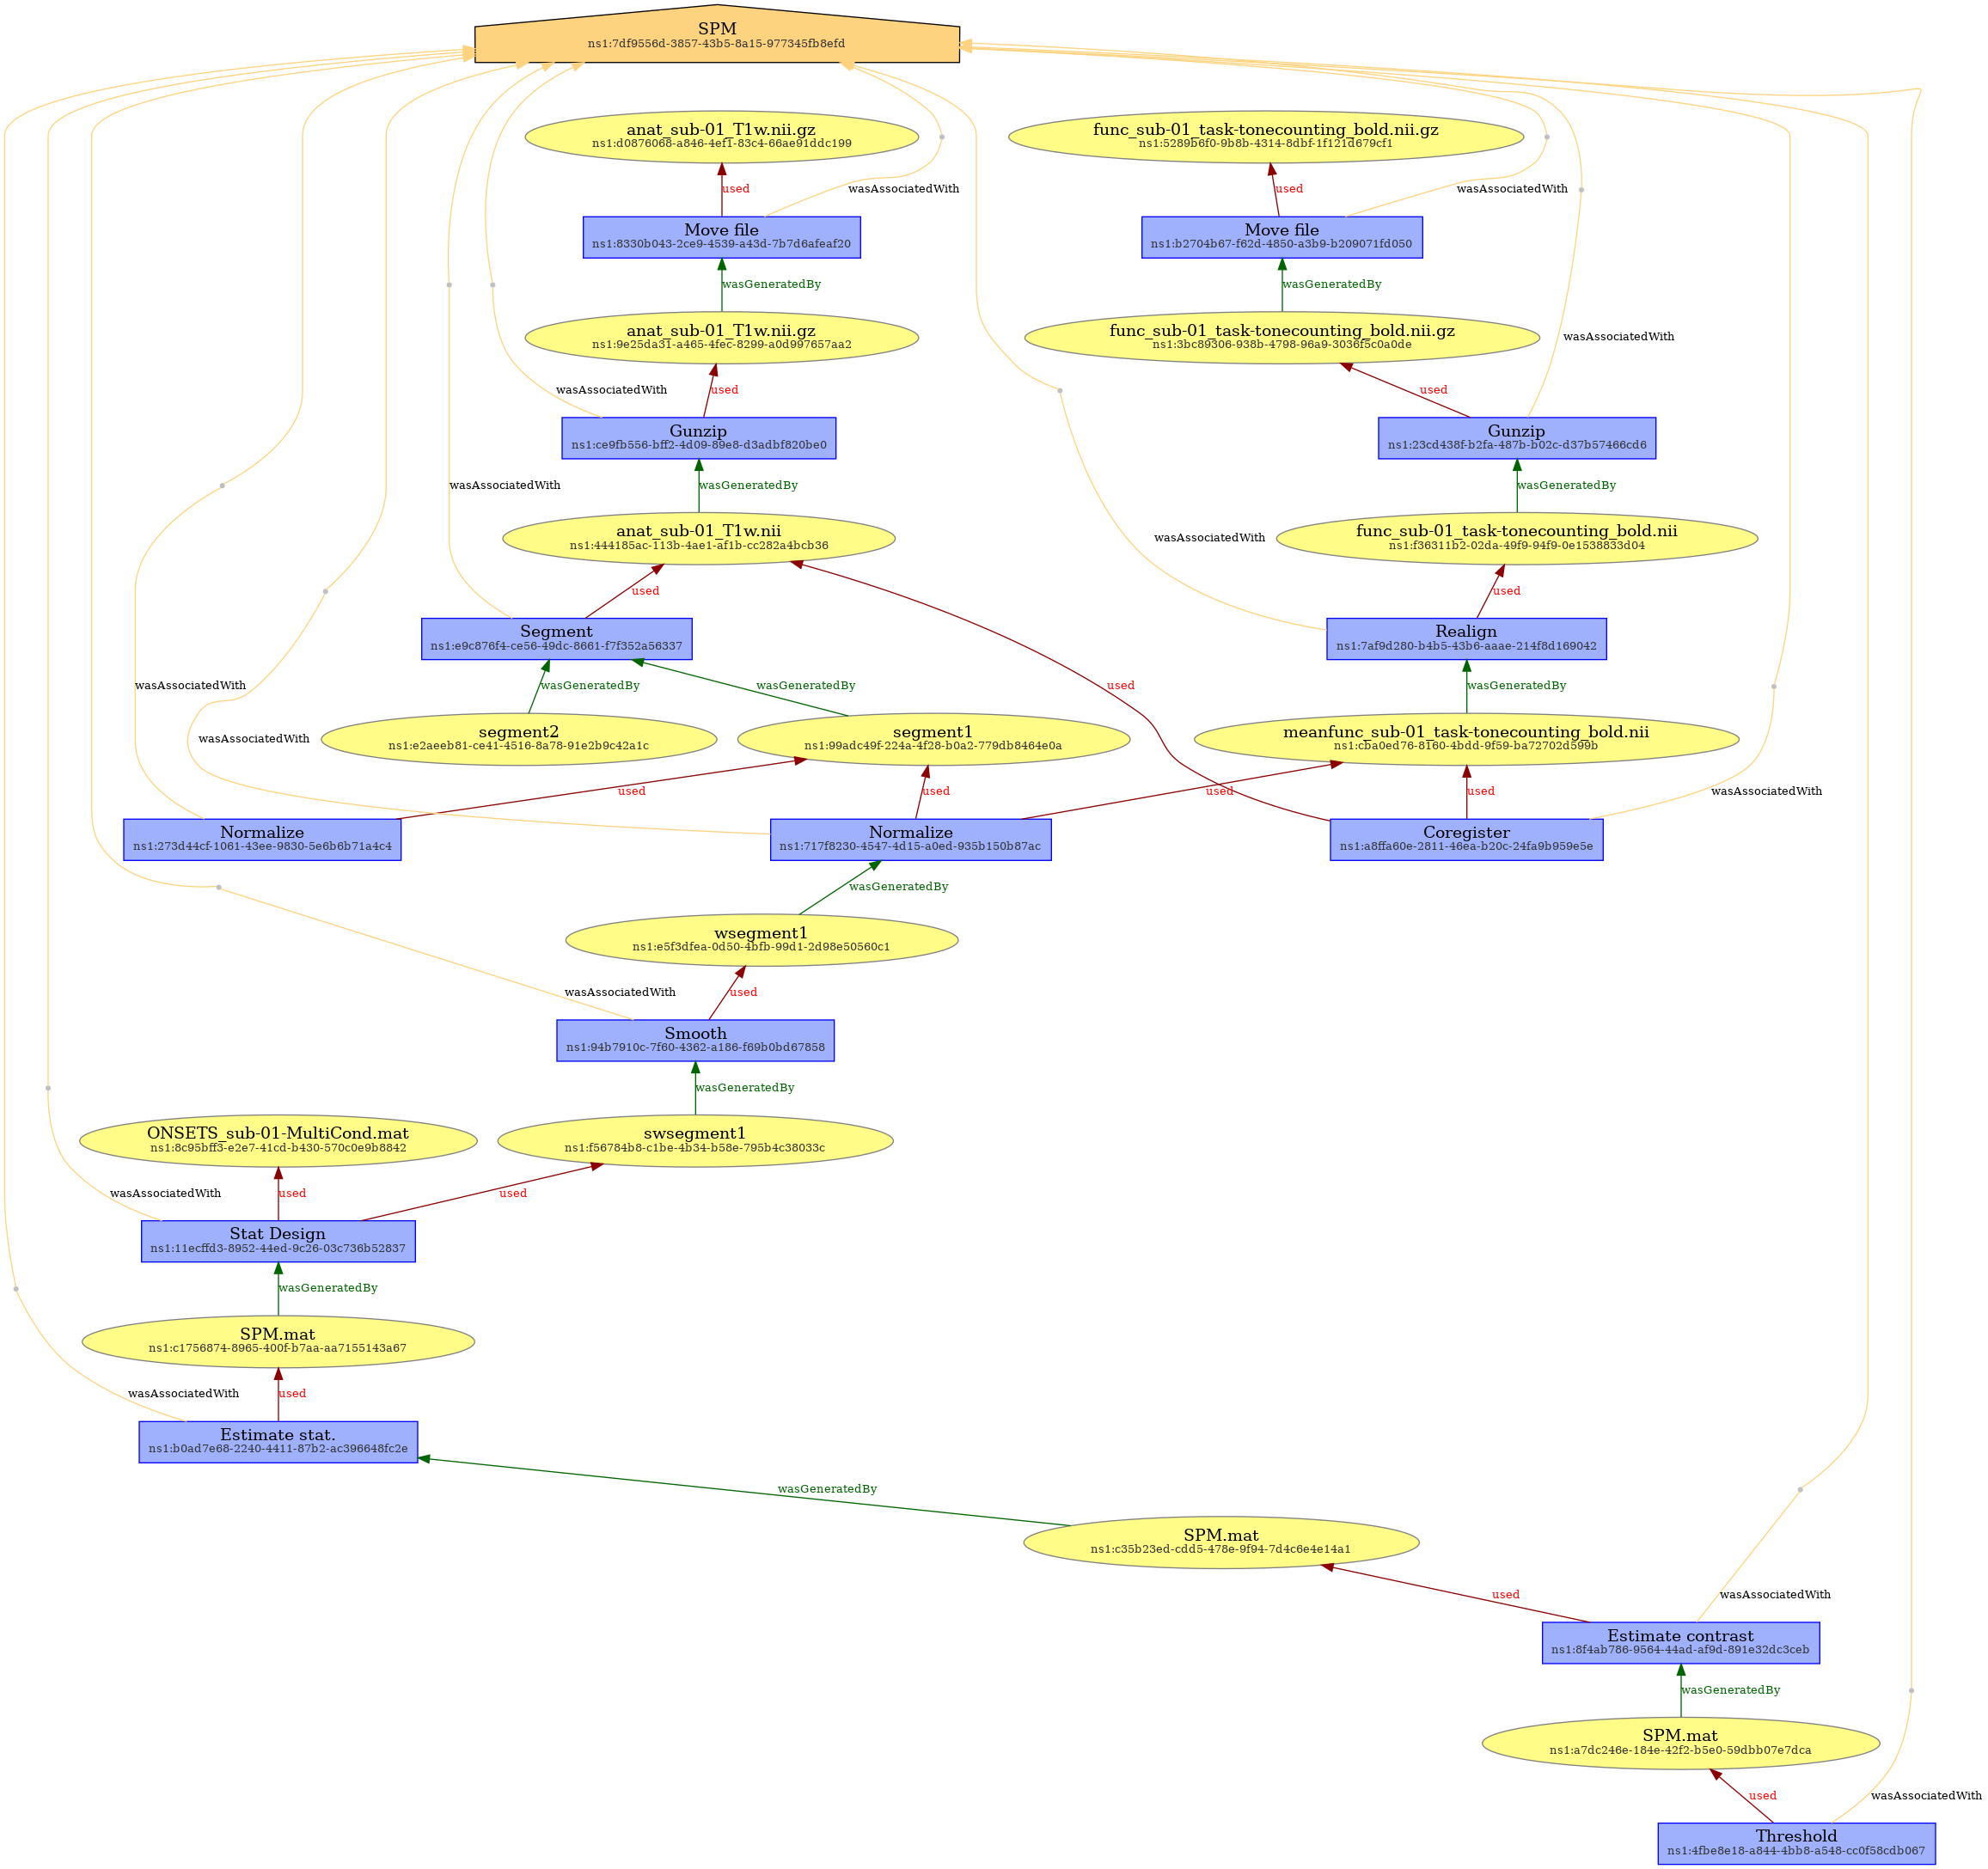 SPM
ns1:7df9556d-3857-43b5-8a15-977345fb8efd
anat_sub-01_T1w.nii.gz
ns1:d0876068-a846-4ef1-83c4-66ae91ddc199
func_sub-01_task-tonecounting_bold.nii.gz
ns1:5289b6f0-9b8b-4314-8dbf-1f121d679cf1
used
wasAssociatedWith
used
wasAssociatedWith
Move file
ns1:8330b043-2ce9-4539-a43d-7b7d6afeaf20
Move file
ns1:b2704b67-f62d-4850-a3b9-b209071fd050
wasGeneratedBy
wasGeneratedBy
anat_sub-01_T1w.nii.gz
ns1:9e25da31-a465-4fec-8299-a0d997657aa2
func_sub-01_task-tonecounting_bold.nii.gz
ns1:3bc89306-938b-4798-96a9-3036f5c0a0de
wasAssociatedWith
wasAssociatedWith
used
used
Gunzip
ns1:ce9fb556-bff2-4d09-89e8-d3adbf820be0
Gunzip
ns1:23cd438f-b2fa-487b-b02c-d37b57466cd6
wasAssociatedWith
wasGeneratedBy
wasGeneratedBy
anat_sub-01_T1w.nii
ns1:444185ac-113b-4ae1-af1b-cc282a4bcb36
wasAssociatedWith
func_sub-01_task-tonecounting_bold.nii
ns1:f36311b2-02da-49f9-94f9-0e1538833d04
used
used
Segment
ns1:e9c876f4-ce56-49dc-8661-f7f352a56337
Realign
ns1:7af9d280-b4b5-43b6-aaae-214f8d169042
wasAssociatedWith
wasGeneratedBy
wasGeneratedBy
used
wasGeneratedBy
wasAssociatedWith
segment2
ns1:e2aeeb81-ce41-4516-8a78-91e2b9c42a1c
segment1
ns1:99adc49f-224a-4f28-b0a2-779db8464e0a
meanfunc_sub-01_task-tonecounting_bold.nii
ns1:cba0ed76-8160-4bdd-9f59-ba72702d599b
used
used
used
used
wasAssociatedWith
Normalize
ns1:273d44cf-1061-43ee-9830-5e6b6b71a4c4
Normalize
ns1:717f8230-4547-4d15-a0ed-935b150b87ac
Coregister
ns1:a8ffa60e-2811-46ea-b20c-24fa9b959e5e
wasGeneratedBy
wsegment1
ns1:e5f3dfea-0d50-4bfb-99d1-2d98e50560c1
wasAssociatedWith
used
Smooth
ns1:94b7910c-7f60-4362-a186-f69b0bd67858
wasGeneratedBy
ONSETS_sub-01-MultiCond.mat
ns1:8c95bff3-e2e7-41cd-b430-570c0e9b8842
swsegment1
ns1:f56784b8-c1be-4b34-b58e-795b4c38033c
wasAssociatedWith
used
used
Stat Design
ns1:11ecffd3-8952-44ed-9c26-03c736b52837
wasGeneratedBy
SPM.mat
ns1:c1756874-8965-400f-b7aa-aa7155143a67
wasAssociatedWith
used
Estimate stat.
ns1:b0ad7e68-2240-4411-87b2-ac396648fc2e
wasGeneratedBy
SPM.mat
ns1:c35b23ed-cdd5-478e-9f94-7d4c6e4e14a1
used
wasAssociatedWith
Estimate contrast
ns1:8f4ab786-9564-44ad-af9d-891e32dc3ceb
wasGeneratedBy
SPM.mat
ns1:a7dc246e-184e-42f2-b5e0-59dbb07e7dca
used
wasAssociatedWith
Threshold
ns1:4fbe8e18-a844-4bb8-a548-cc0f58cdb067